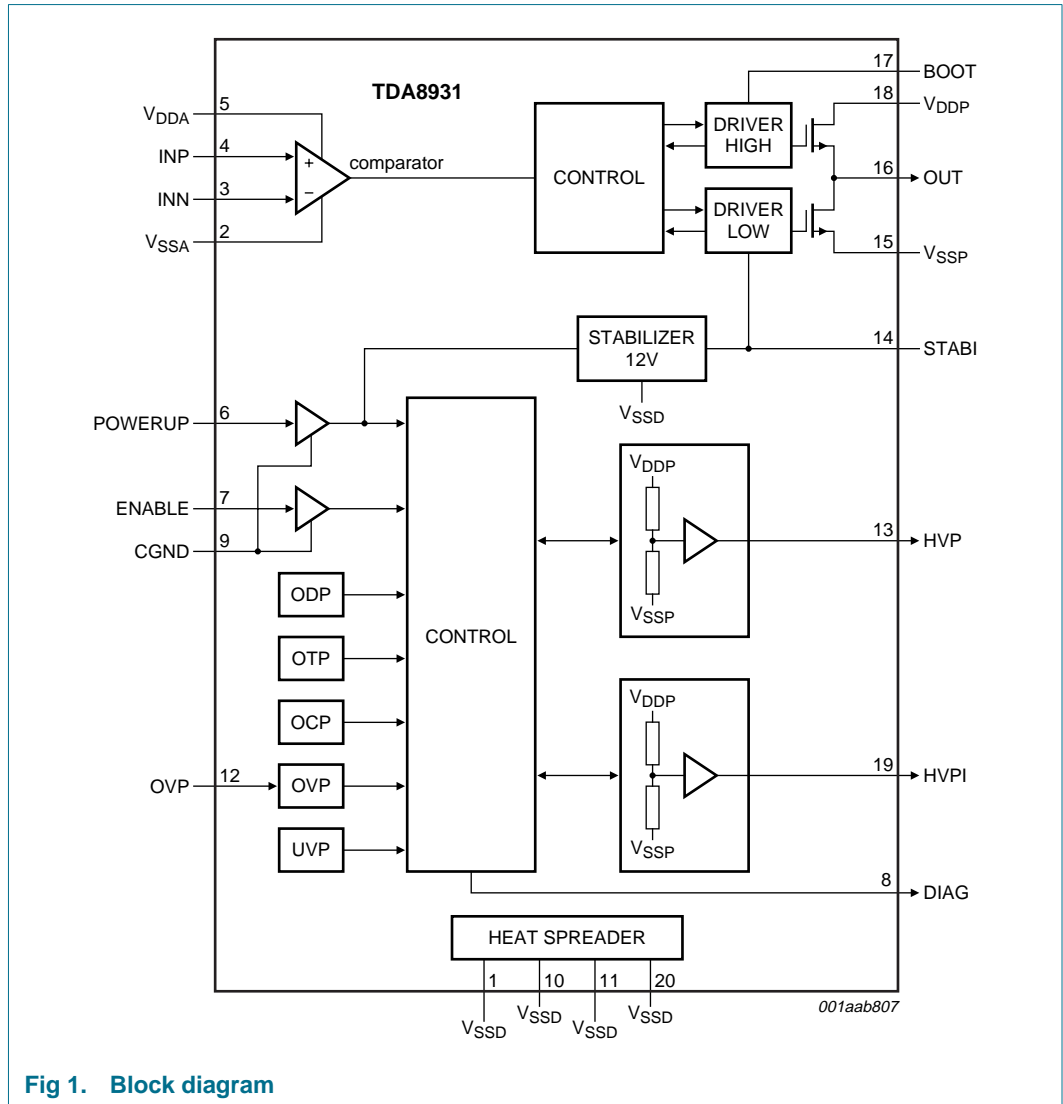 TDA8931
17 BOOT
18 VDDP
5 VDDA
DRIVER
HIGH
4 INP
comparator
CONTROL
16 OUT
3 INN
DRIVER
LOW
2 VSSA
15 VSSP
+
−
STABILIZER
12V
14 STABI
VSSD
POWERUP 6
VDDP
ENABLE 7
13 HVP
CGND 9
VSSP
ODP
CONTROL
OTP
VDDP
OCP
19 HVPI
OVP 12 OVP
VSSP
UVP
8 DIAG
HEAT SPREADER
1 10 11 20
VSSD VSSD VSSD VSSD
001aab807
Fig 1. Block diagram